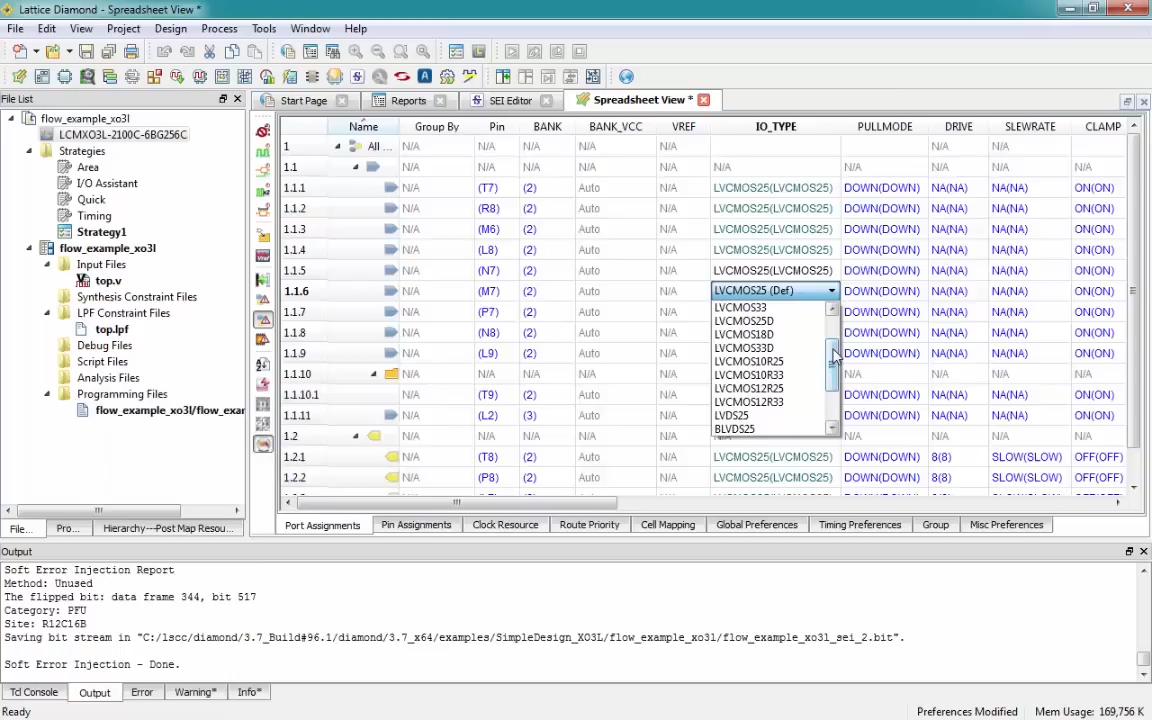 Lattice Diamond - Spreadsheet View *
File Edit View Project Design Process Tools Window Help
File List
Start Page Reports SEI Editor Spreadsheet View *
flow_example_xo3l
LCMXO3L-2100C-6BG256C
Strategies
Area
I/O Assistant
Quick
Timing
Strategy1
flow_example_xo3l
Input Files
top.v
Synthesis Constraint Files
LPF Constraint Files
top.lpf
Debug Files
Script Files
Analysis Files
Programming Files
flow_example_xo3l/flow_exar
File... Pro... Hierarchy---Post Map Resou...
Name Group By Pin BANK BANK_VCC VREF IO_TYPE PULLMODE DRIVE SLEWRATE CLAMP
1 All ... N/A N/A N/A N/A N/A N/A N/A
1.1 N/A N/A N/A N/A N/A N/A N/A N/A N/A N/A
1.1.1 N/A (T7) (2) Auto N/A LVCMOS25(LVCMOS25) DOWN(DOWN) NA(NA) NA(NA) ON(ON)
1.1.2 N/A (R8) (2) Auto N/A LVCMOS25(LVCMOS25) DOWN(DOWN) NA(NA) NA(NA) ON(ON)
1.1.3 N/A (M6) (2) Auto N/A LVCMOS25(LVCMOS25) DOWN(DOWN) NA(NA) NA(NA) ON(ON)
1.1.4 N/A (L8) (2) Auto N/A LVCMOS25(LVCMOS25) DOWN(DOWN) NA(NA) NA(NA) ON(ON)
1.1.5 N/A (N7) (2) Auto N/A LVCMOS25(LVCMOS25) DOWN(DOWN) NA(NA) NA(NA) ON(ON)
1.1.6 N/A (M7) (2) Auto N/A LVCMOS25 (Def) DOWN(DOWN) NA(NA) NA(NA) ON(ON)
1.1.7 N/A (P7) (2) Auto N/A DOWN(DOWN) NA(NA) NA(NA) ON(ON)
1.1.8 N/A (N8) (2) Auto N/A DOWN(DOWN) NA(NA) NA(NA) ON(ON)
1.1.9 N/A (L9) (2) Auto N/A DOWN(DOWN) NA(NA) NA(NA) ON(ON)
1.1.10 N/A N/A N/A N/A N/A N/A N/A N/A N/A
1.1.10.1 N/A (T9) (2) Auto N/A DOWN(DOWN) NA(NA) NA(NA) ON(ON)
1.1.11 N/A (L2) (3) Auto N/A DOWN(DOWN) NA(NA) NA(NA) ON(ON)
1.2 N/A N/A N/A N/A N/A N/A N/A N/A N/A
1.2.1 N/A (T8) (2) Auto N/A LVCMOS25(LVCMOS25) DOWN(DOWN) 8(8) SLOW(SLOW) OFF(OFF)
1.2.2 N/A (P8) (2) Auto N/A LVCMOS25(LVCMOS25) DOWN(DOWN) 8(8) SLOW(SLOW) OFF(OFF)
LVCMOS33
LVCMOS25D
LVCMOS18D
LVCMOS33D
LVCMOS10R25
LVCMOS10R33
LVCMOS12R25
LVCMOS12R33
LVDS25
BLVDS25
Port Assignments Pin Assignments Clock Resource Route Priority Cell Mapping Global Preferences Timing Preferences Group Misc Preferences
Output
Soft Error Injection Report
Method: Unused
The flipped bit: data frame 344, bit 517
Category: PFU
Site: R12C16B
Saving bit stream in "C:/lscc/diamond/3.7_Build#96.1/diamond/3.7_x64/examples/SimpleDesign_XO3L/flow_example_xo3l/flow_example_xo3l_sei_2.bit".
Soft Error Injection - Done.
Tcl Console Output Error Warning* Info*
Ready Preferences Modified Mem Usage: 169,756 K